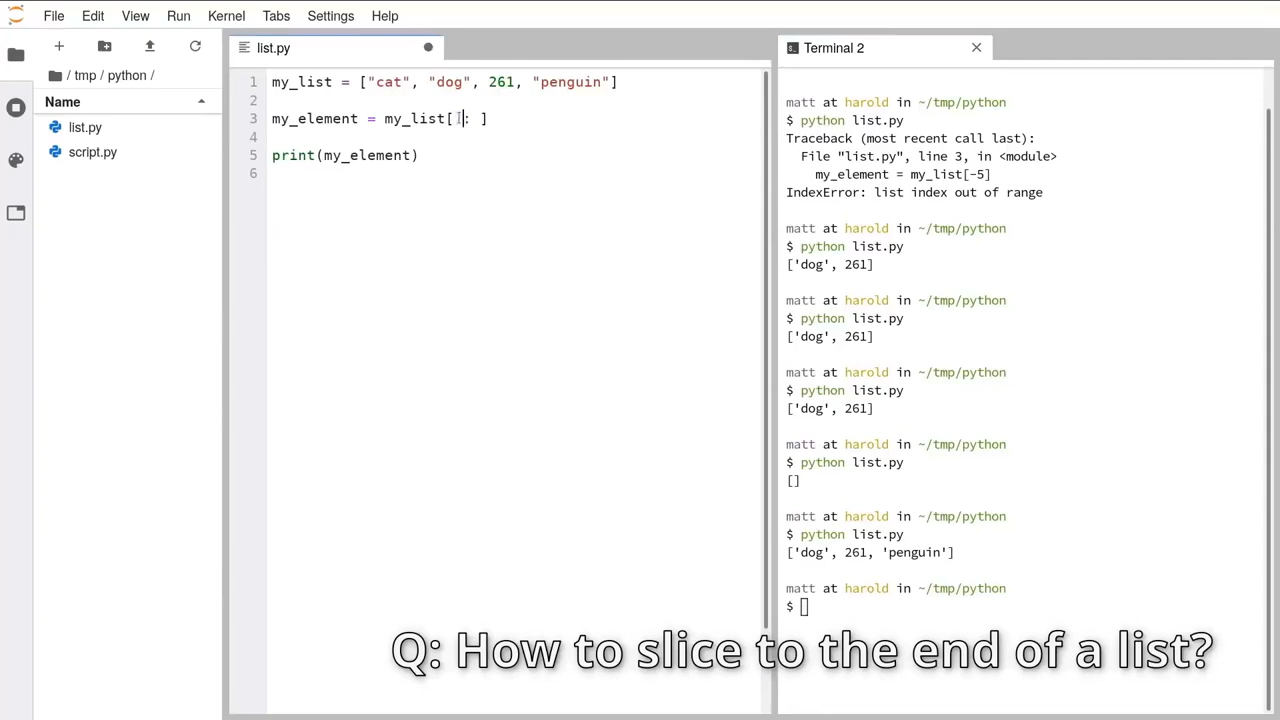 File Edit View Run Kernel Tabs Settings Help
/ tmp / python /
Name
list.py
script.py
list.py
1 my_list = ["cat", "dog", 261, "penguin"]
2
3 my_element = my_list[ : ]
4
5 print(my_element)
6
Terminal 2
matt at harold in ~/tmp/python
$ python list.py
Traceback (most recent call last):
File "list.py", line 3, in <module>
my_element = my_list[-5]
IndexError: list index out of range
matt at harold in ~/tmp/python
$ python list.py
['dog', 261]
matt at harold in ~/tmp/python
$ python list.py
['dog', 261]
matt at harold in ~/tmp/python
$ python list.py
['dog', 261]
matt at harold in ~/tmp/python
$ python list.py
[]
matt at harold in ~/tmp/python
$ python list.py
['dog', 261, 'penguin']
matt at harold in ~/tmp/python
$
Q: How to slice to the end of a list?